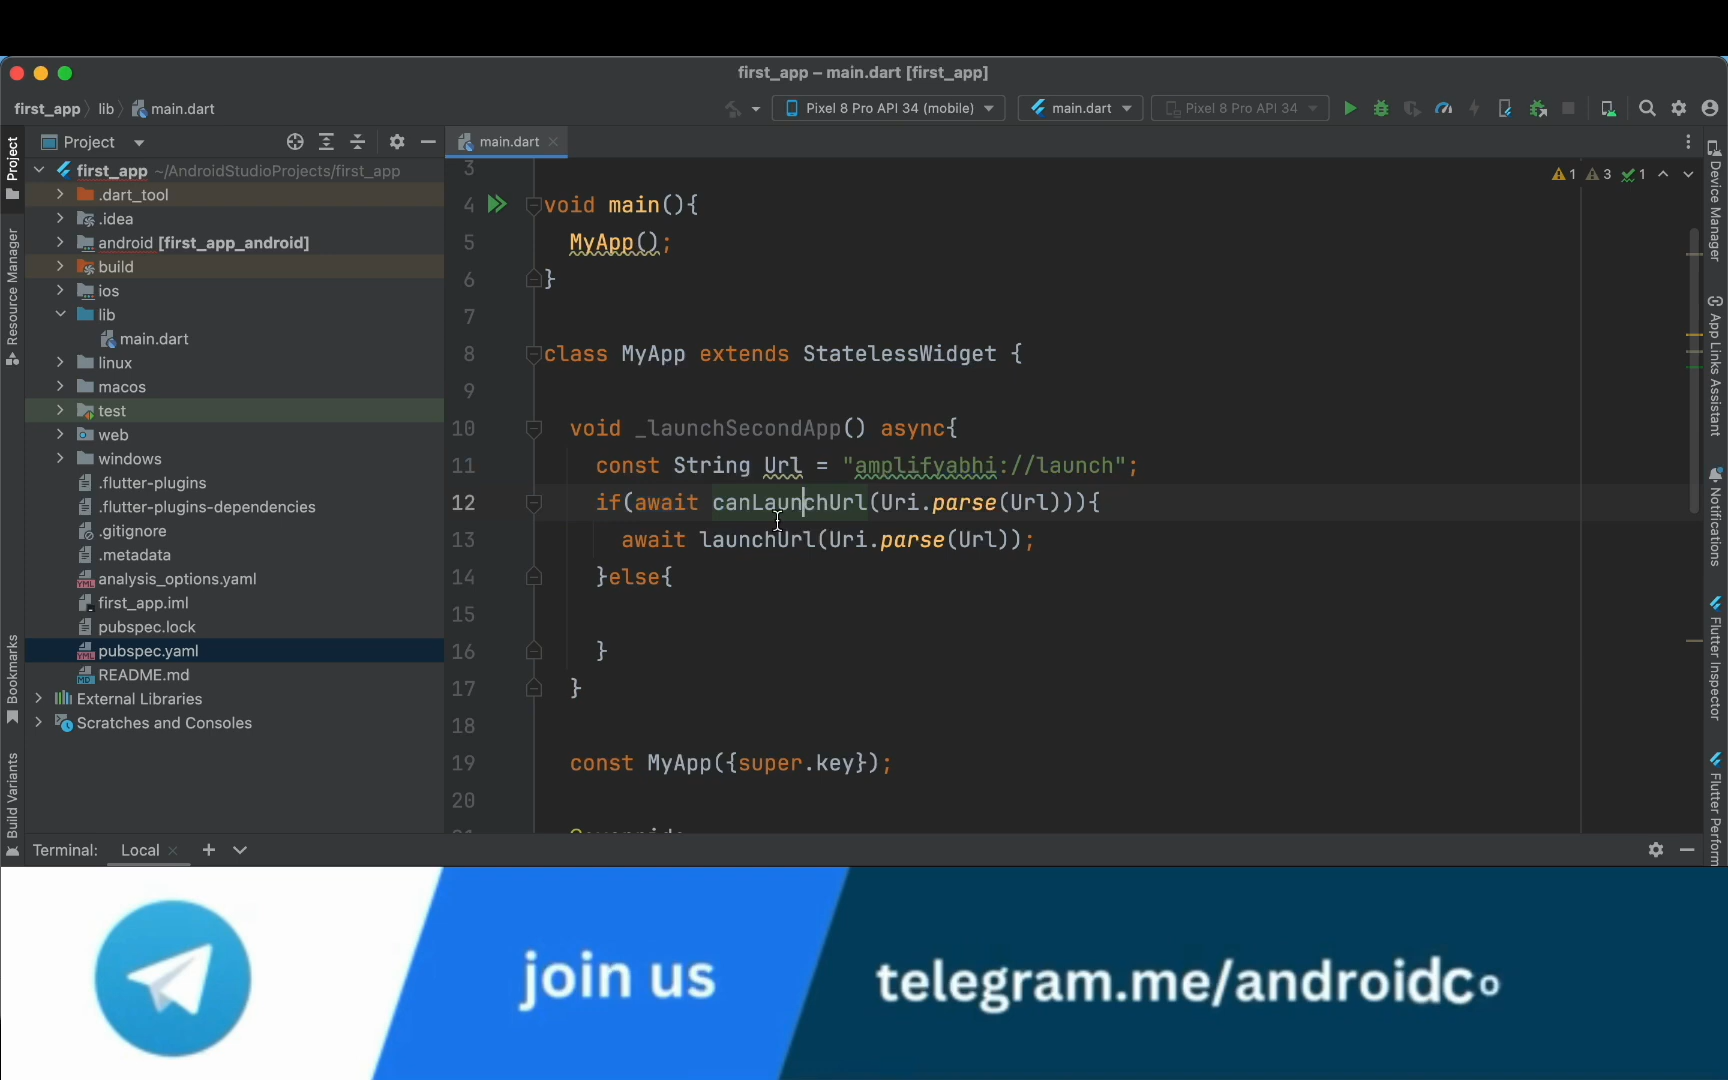 first_app – main.dart [first_app]
first_app
lib
main.dart
Pixel 8 Pro API 34 (mobile)
main.dart
Pixel 8 Pro API 34
Project
main.dart
first_app ~/AndroidStudioProjects/first_app
.dart_tool
.idea
android [first_app_android]
build
ios
lib
main.dart
linux
macos
test
web
windows
.flutter-plugins
.flutter-plugins-dependencies
.gitignore
.metadata
analysis_options.yaml
first_app.iml
pubspec.lock
pubspec.yaml
README.md
External Libraries
Scratches and Consoles
Project
Resource Manager
Bookmarks
Build Variants
1 3 1
3
4 void main(){
5 MyApp();
6 }
7
8 class MyApp extends StatelessWidget {
9
10 void _launchSecondApp() async{
11 const String Url = "amplifyabhi://launch";
12 if(await canLaunchUrl(Uri.parse(Url))){
13 await launchUrl(Uri.parse(Url));
14 }else{
15
16 }
17 }
18
19 const MyApp({super.key});
20
Device Manager
App Links Assistant
Notifications
Flutter Inspector
Flutter Perform
Terminal: Local
join us
telegram.me/androidco